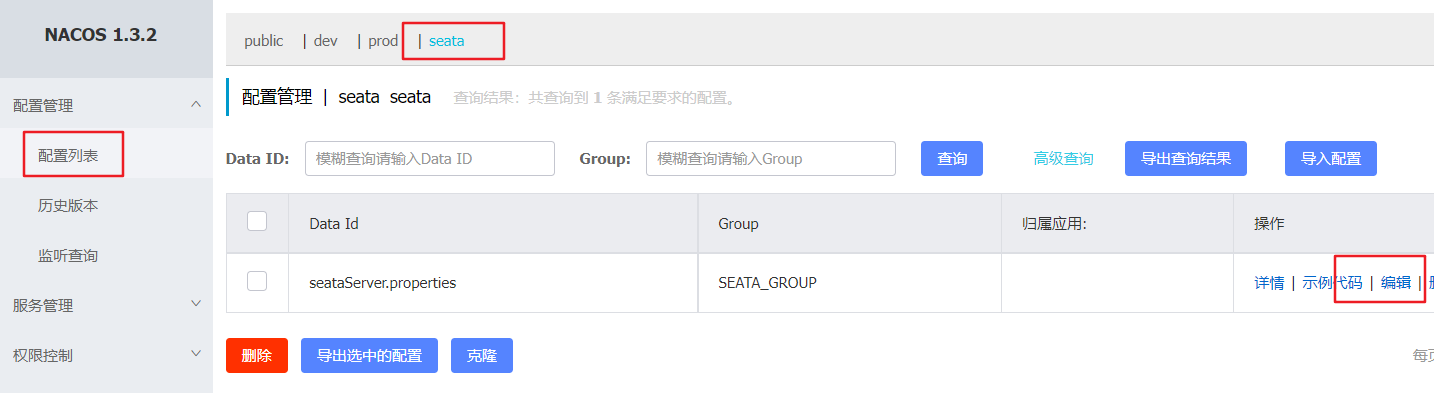 NACOS 1.3.2
配置管理
配置列表
历史版本
监听查询
服务管理
权限控制
public | dev | prod | seata
配置管理 | seata seata 查询结果：共查询到 1 条满足要求的配置。
Data ID: 模糊查询请输入Data ID Group: 模糊查询请输入Group 查询 高级查询 导出查询结果 导入配置
Data Id Group 归属应用: 操作
seataServer.properties SEATA_GROUP 详情 | 示例代码 | 编辑 |
删除 导出选中的配置 克隆 每